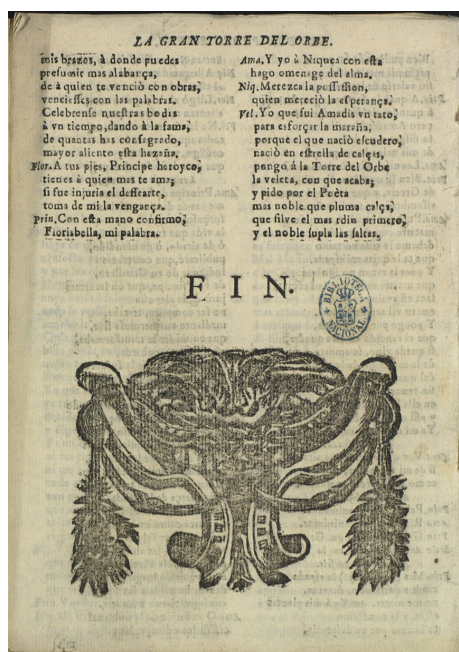 LA GRAN TORRE DEL ORBE.
mis brazos, à donde puedes
presumir mas alabança,
de à quien te venciò con obras,
venciesses con las palabras.
Celebrense nuestras bodas
à vn tiempo, dando à la fama,
de quantas has consagrado,
mayor aliento esta hazaña.
Flor. A tus pies, Principe heroyco,
tienes à quien mas te ama;
si fue injuria el dessearte,
toma de mi la vengança.
Prin. Con esta mano confirmo,
Florisbella, mi palabra.
Ama. Y yo à Niquea con esta
hago omenage del alma.
Niq. Merezca la possession,
quien mereciò la esperança.
Vel. Yo que fui Amadis vn rato,
para esforçar la maraña,
porque el que naciò escudero,
naciò en estrella de calças,
pongo à la Torre del Orbe
la veleta, con que acaba;
y pido por el Poèta
mas noble que pluma calça,
que silve el mas rdin primero,
y el noble supla las faltas.
FIN.
BIBLIOTECA NACIONAL